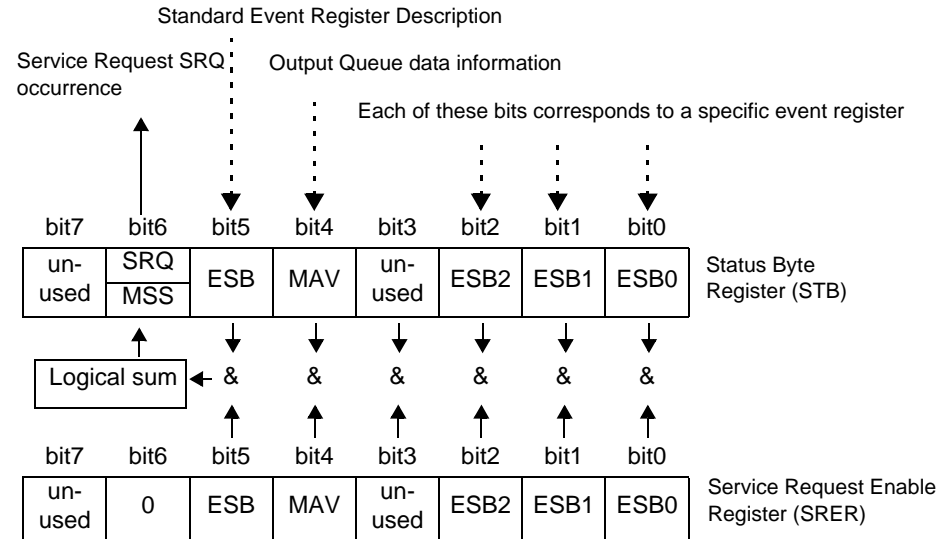 Standard Event Register Description
Service Request SRQ
occurrence
Output Queue data information
Each of these bits corresponds to a specific event register
bit7 bit6 bit5 bit4 bit3 bit2 bit1 bit0
un-
used
SRQ
MSS
ESB
MAV
un-
used
ESB2
ESB1
ESB0
Status Byte
Register (STB)
Logical sum
& & & & & &
bit7 bit6 bit5 bit4 bit3 bit2 bit1 bit0
un-
used
0
ESB
MAV
un-
used
ESB2
ESB1
ESB0
Service Request Enable
Register (SRER)